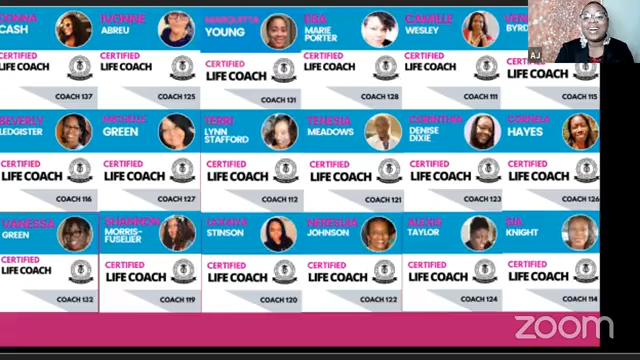 DONNA CASH
CERTIFIED
LIFE COACH
COACH 137
IVONNE ABREU
CERTIFIED
LIFE COACH
COACH 125
YOUNG
CERTIFIED
LIFE COACH
COACH 131
MARIE PORTER
CERTIFIED
LIFE COACH
COACH 128
CAMILLE WESLEY
CERTIFIED
LIFE COACH
COACH 111
BYRD
COACH 115
BEVERLY LEDGISTER
CERTIFIED
LIFE COACH
COACH 116
MICHELLE GREEN
CERTIFIED
LIFE COACH
COACH 127
TERRI LYNN STAFFORD
CERTIFIED
LIFE COACH
COACH 112
TENESIA MEADOWS
CERTIFIED
LIFE COACH
COACH 121
DENISE DIXIE
CERTIFIED
LIFE COACH
COACH 123
HAYES
CERTIFIED
LIFE COACH
COACH 126
VANESSA GREEN
CERTIFIED
LIFE COACH
COACH 132
SHANNON MORRIS-FUSELIER
CERTIFIED
LIFE COACH
COACH 119
STINSON
CERTIFIED
LIFE COACH
COACH 120
JOHNSON
CERTIFIED
LIFE COACH
COACH 122
TAYLOR
CERTIFIED
LIFE COACH
COACH 124
KNIGHT
CERTIFIED
LIFE COACH
COACH 114
AJ
zoom